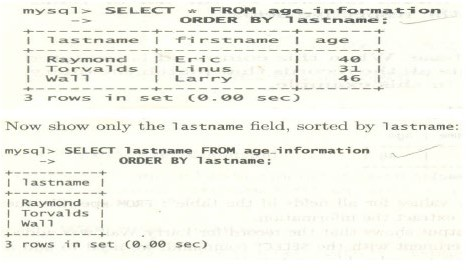 mysql> SELECT * FROM age_information
    ->          ORDER BY lastname;
+----------+-----------+------+
| lastname | firstname | age  |
+----------+-----------+------+
| Raymond  | Eric      |   40 |
| Torvalds | Linus     |   31 |
| Wall     | Larry     |   46 |
+----------+-----------+------+
3 rows in set (0.00 sec)
Now show only the lastname field, sorted by lastname:
mysql> SELECT lastname FROM age_information
    ->          ORDER BY lastname;
+----------+
| lastname |
+----------+
| Raymond  |
| Torvalds |
| Wall     |
+----------+
3 rows in set (0.00 sec)